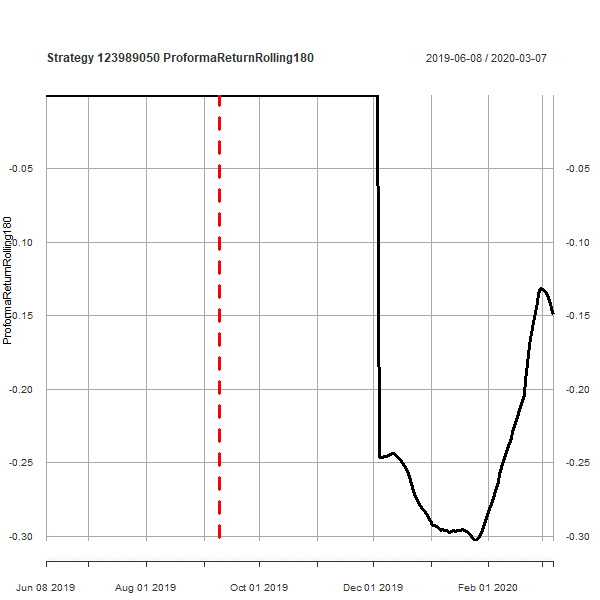 Strategy 123989050 ProformaReturnRolling180
2019-06-08 / 2020-03-07
ProformaReturnRolling180
-0.05 -0.05
-0.10 -0.10
-0.15 -0.15
-0.20 -0.20
-0.25 -0.25
-0.30 -0.30
Jun 08 2019 Aug 01 2019 Oct 01 2019 Dec 01 2019 Feb 01 2020